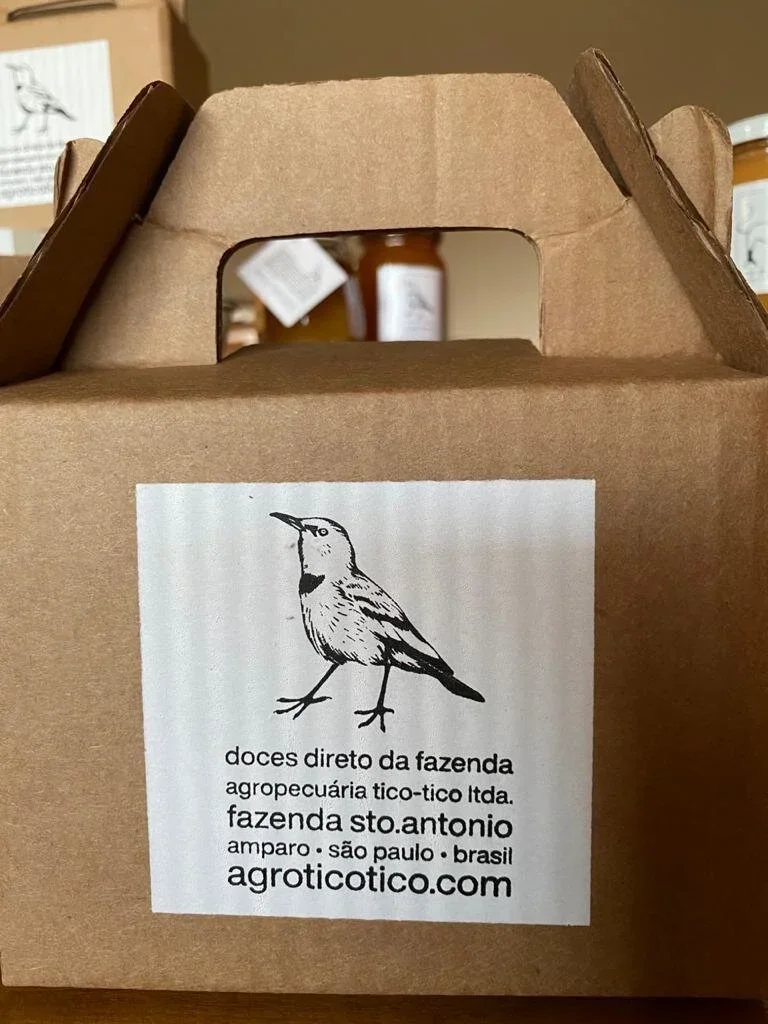 doces direto da fazenda
agropecuária tico-tico ltda.
fazenda sto.antonio
amparo • são paulo • brasil
agroticotico.com